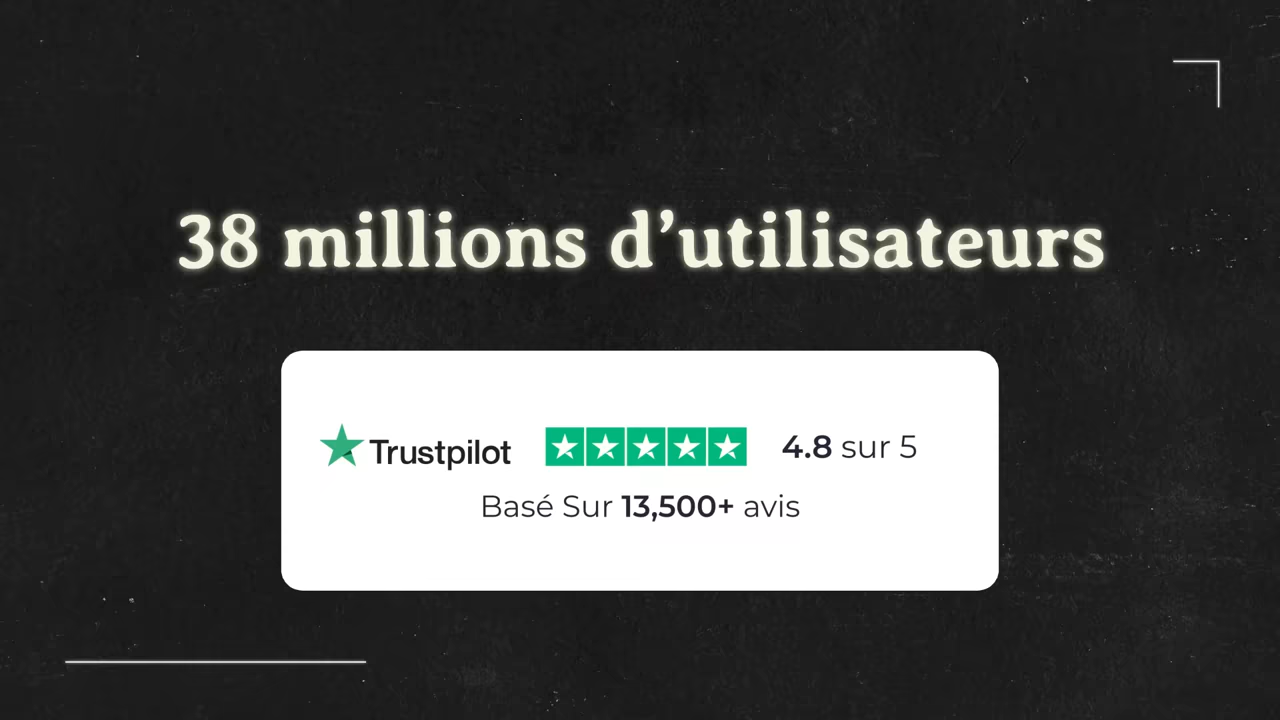 38 millions d’utilisateurs
Trustpilot 4.8 sur 5
Basé Sur 13,500+ avis